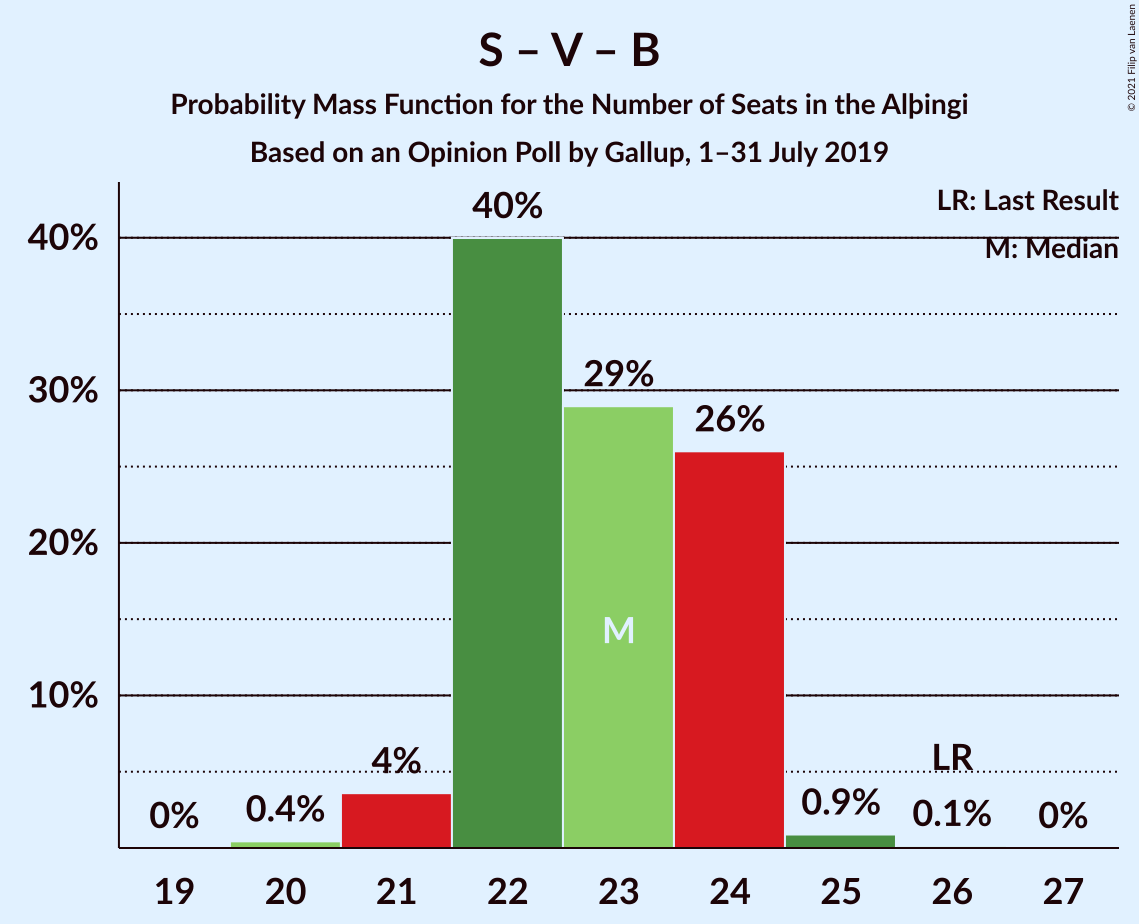 S – V – B
Probability Mass Function for the Number of Seats in the Alþingi
Based on an Opinion Poll by Gallup, 1–31 July 2019
© 2021 Filip van Laenen
LR: Last Result
M: Median
40%
30%
20%
10%
0%
0.4%
4%
40%
29%
M
26%
0.9%
LR
0.1%
0%
19 20 21 22 23 24 25 26 27